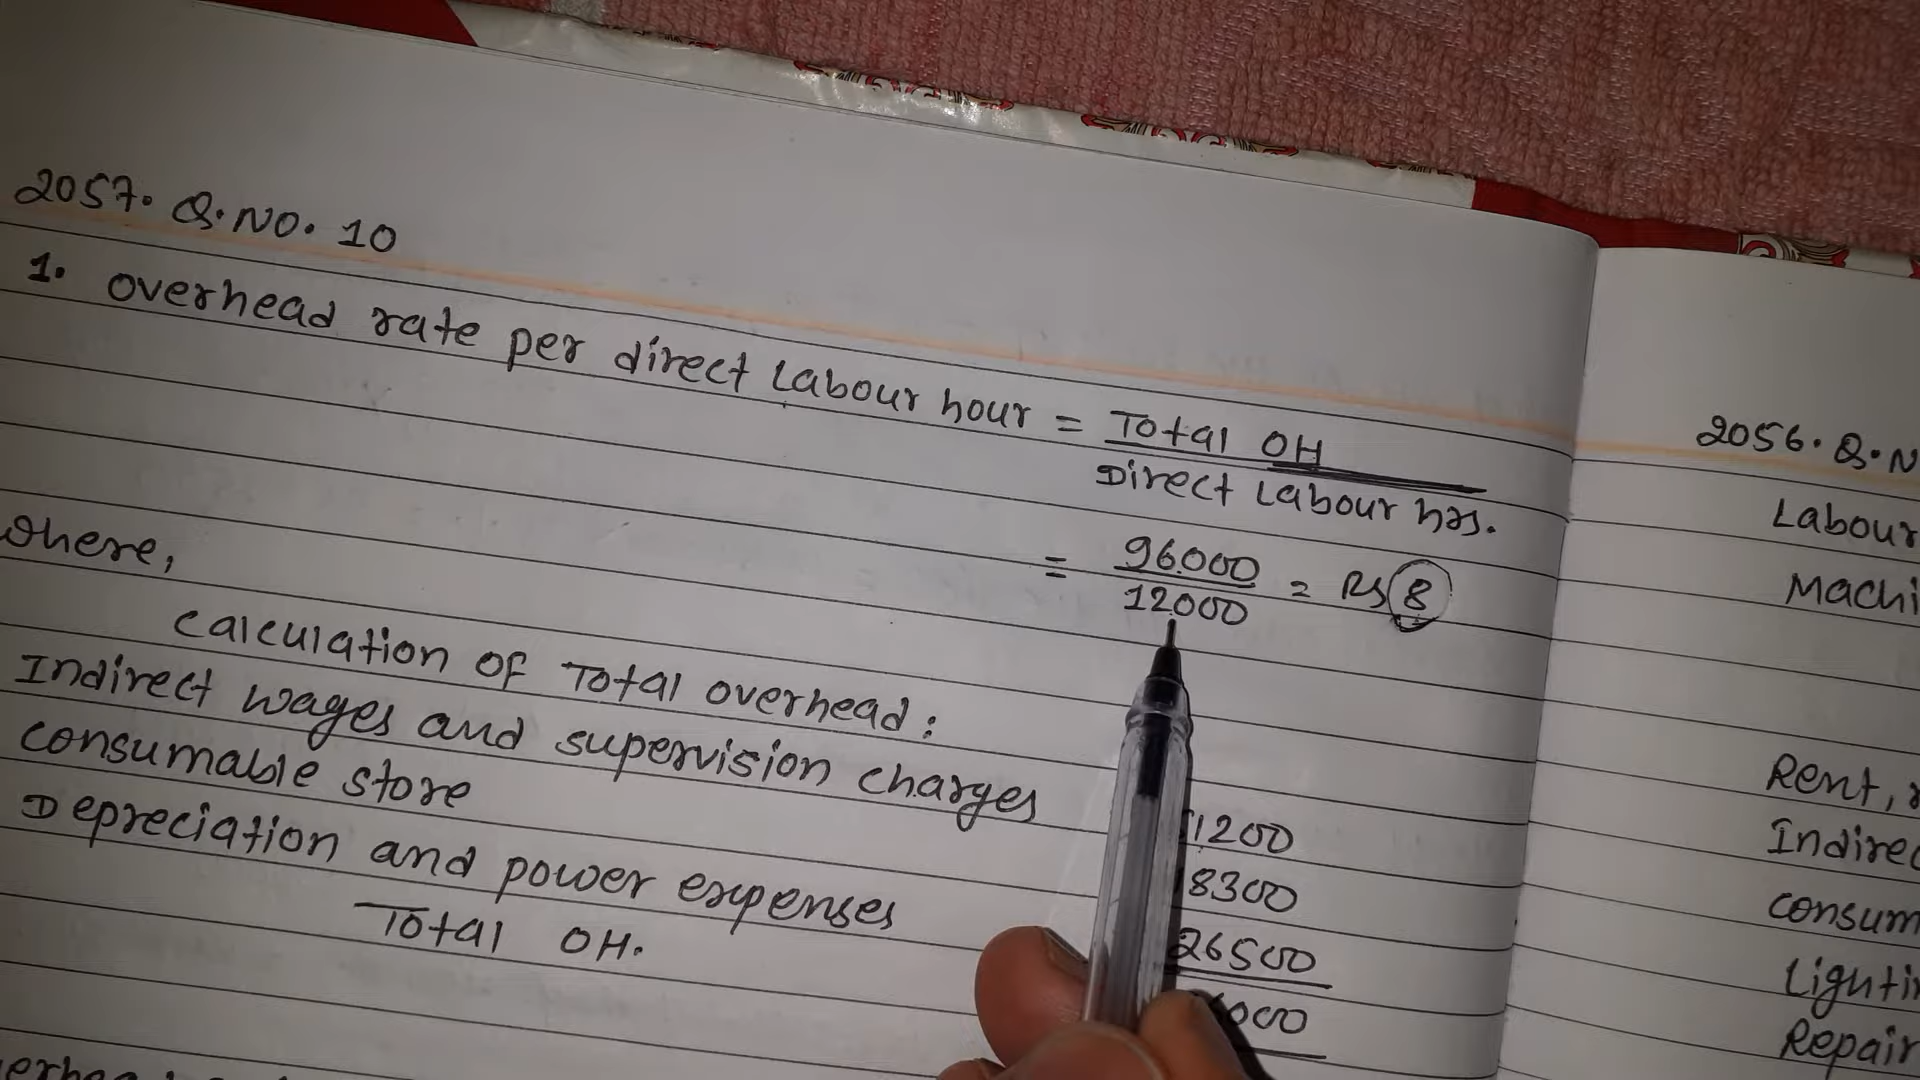 2057. Q.NO. 10
1. overhead rate per direct Labour hour = Total OH
Direct Labour hrs.
= 96000
12000
= Rs 8
where,
calculation of Total overhead:
Indirect wages and supervision charges
1200
consumable store
8300
Depreciation and power expenses
26500
Total OH.
000
2056. Q.N
Labour
Machi
Rent,
Indirec
consum
Lighti
Repair